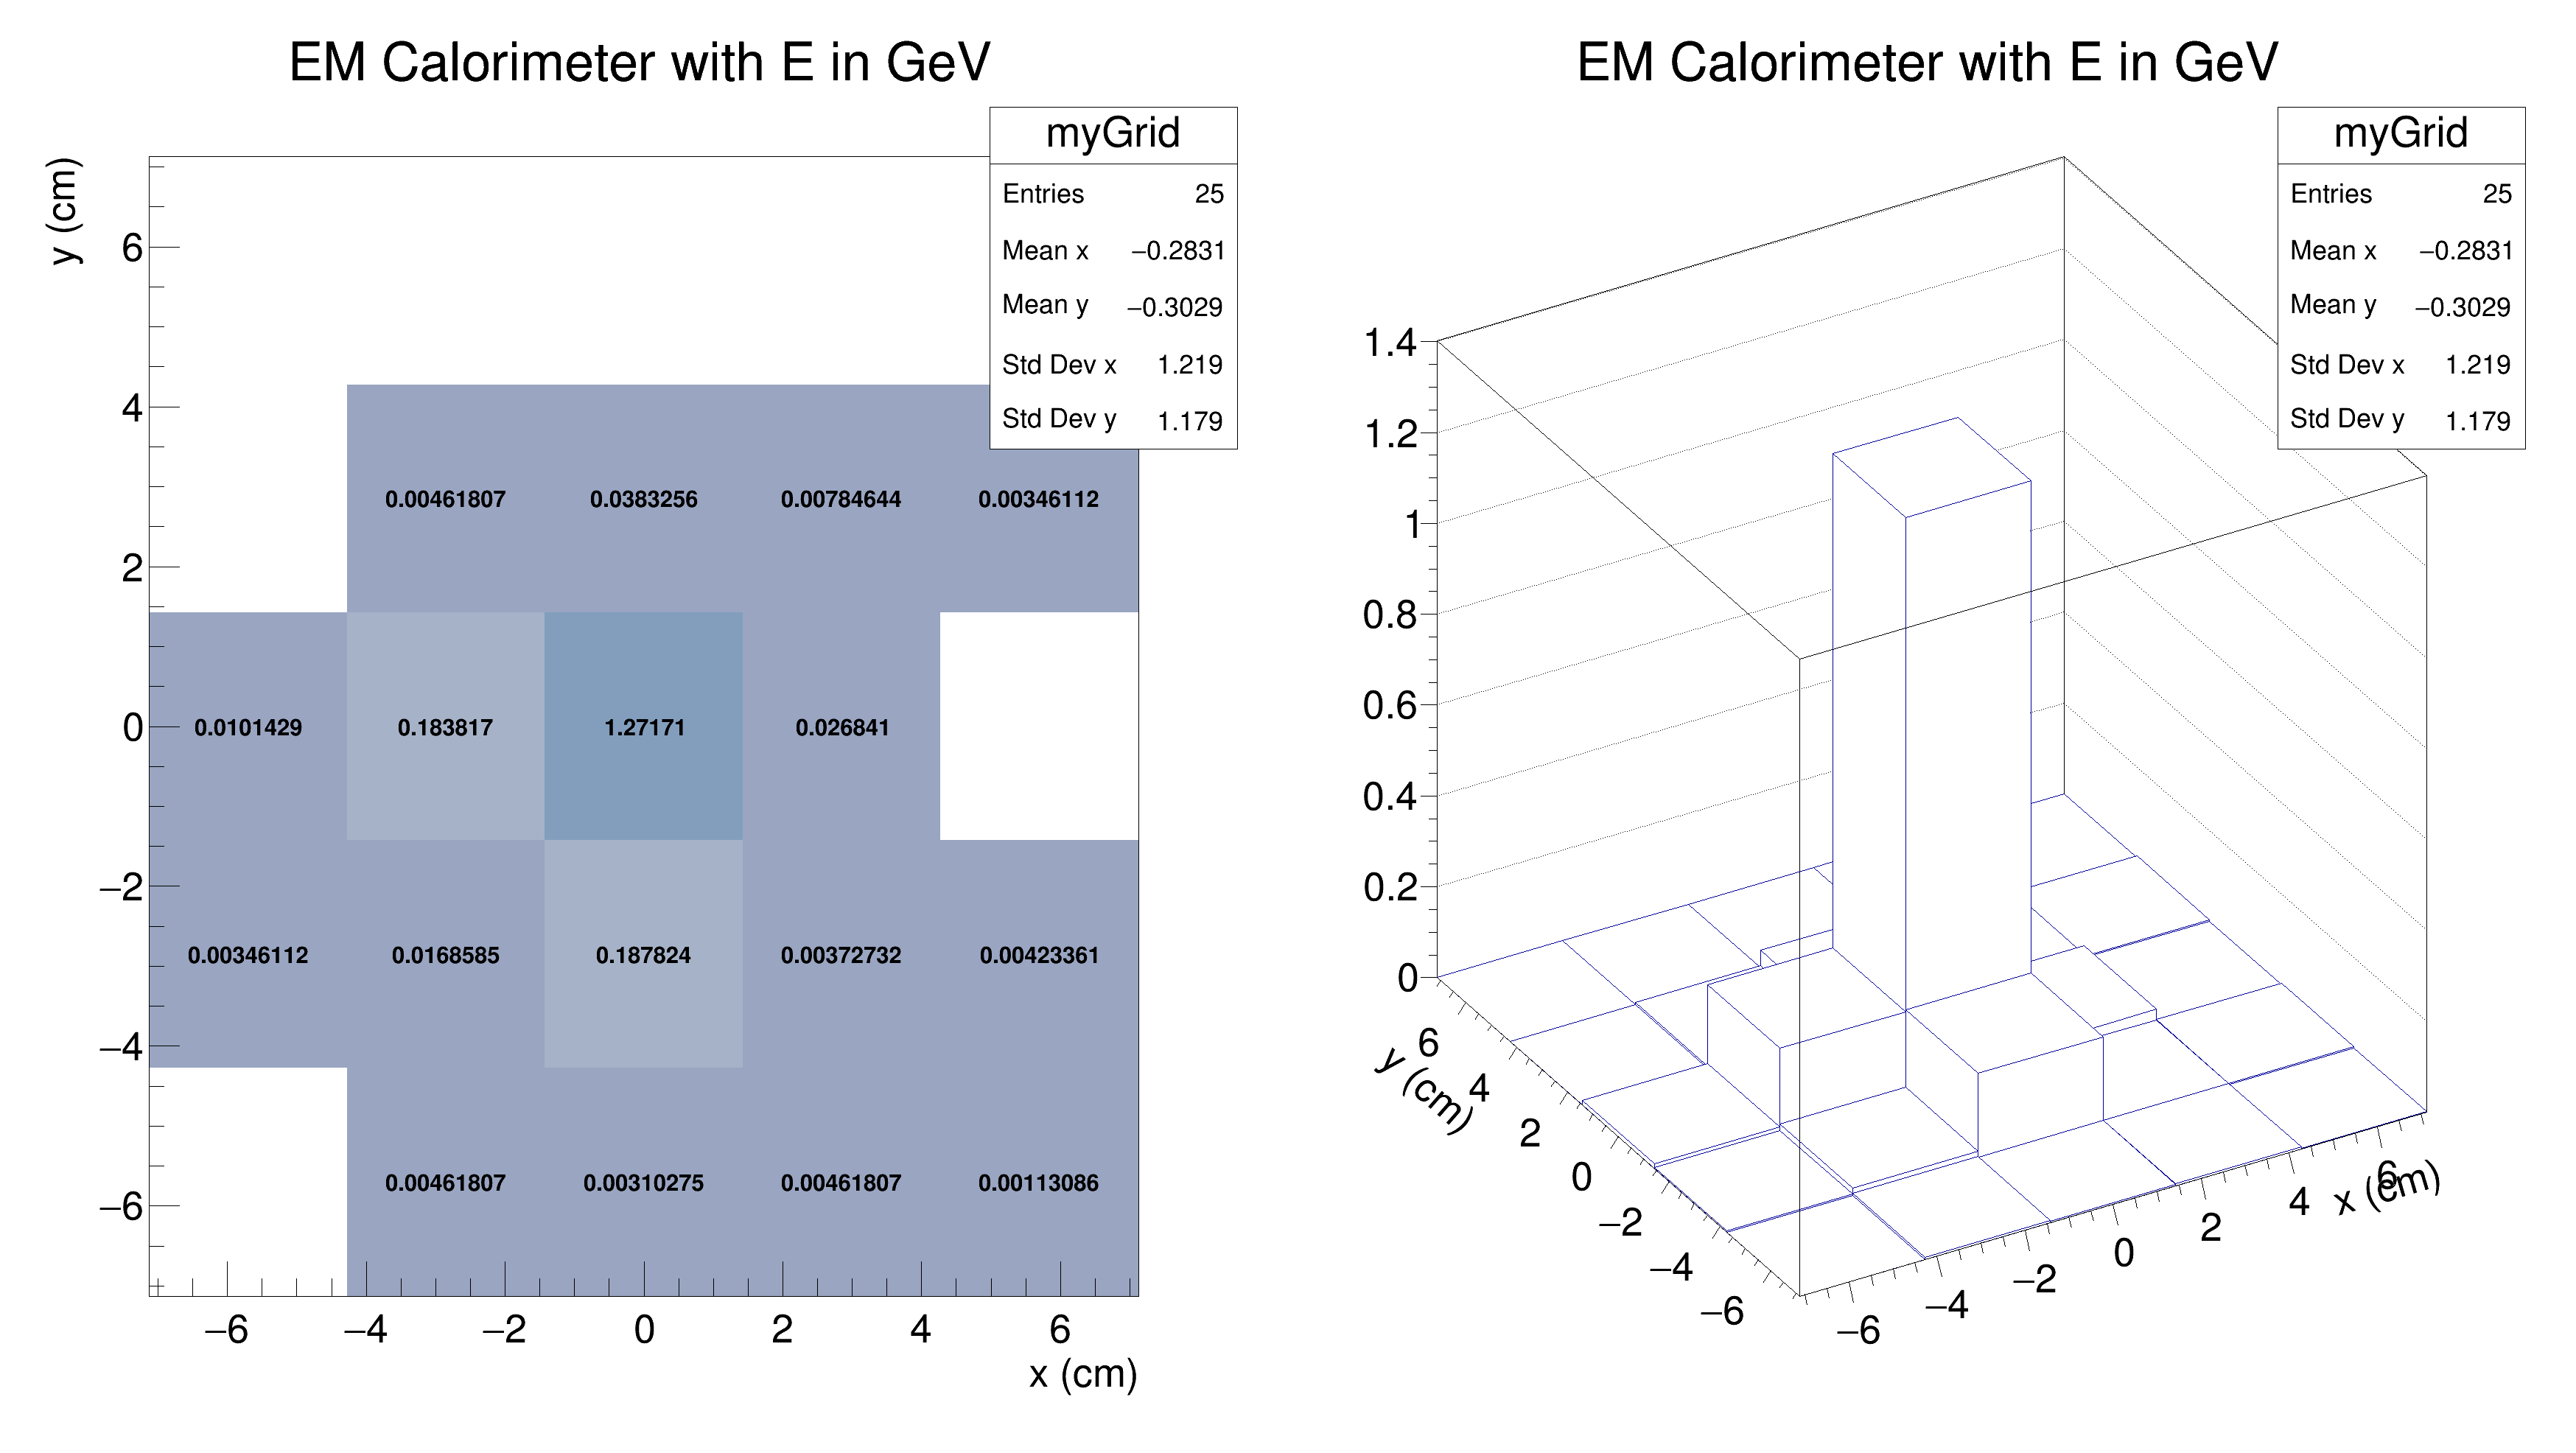 EM Calorimeter with E in GeV
myGrid
Entries 25
Mean x −0.2831
Mean y −0.3029
Std Dev x 1.219
Std Dev y 1.179
y (cm)
6
4
2
0
−2
−4
−6
0.00461807 0.0383256 0.00784644 0.00346112
0.0101429 0.183817 1.27171 0.026841
0.00346112 0.0168585 0.187824 0.00372732 0.00423361
0.00461807 0.00310275 0.00461807 0.00113086
−6 −4 −2 0 2 4 6
x (cm)
EM Calorimeter with E in GeV
myGrid
Entries 25
Mean x −0.2831
Mean y −0.3029
Std Dev x 1.219
Std Dev y 1.179
1.4
1.2
1
0.8
0.6
0.4
0.2
0
y (cm)
6
4
2
0
−2
−4
−6
−6 −4 −2 0 2 4 6
x (cm)